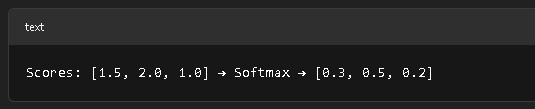 text
Scores: [1.5, 2.0, 1.0] → Softmax → [0.3, 0.5, 0.2]